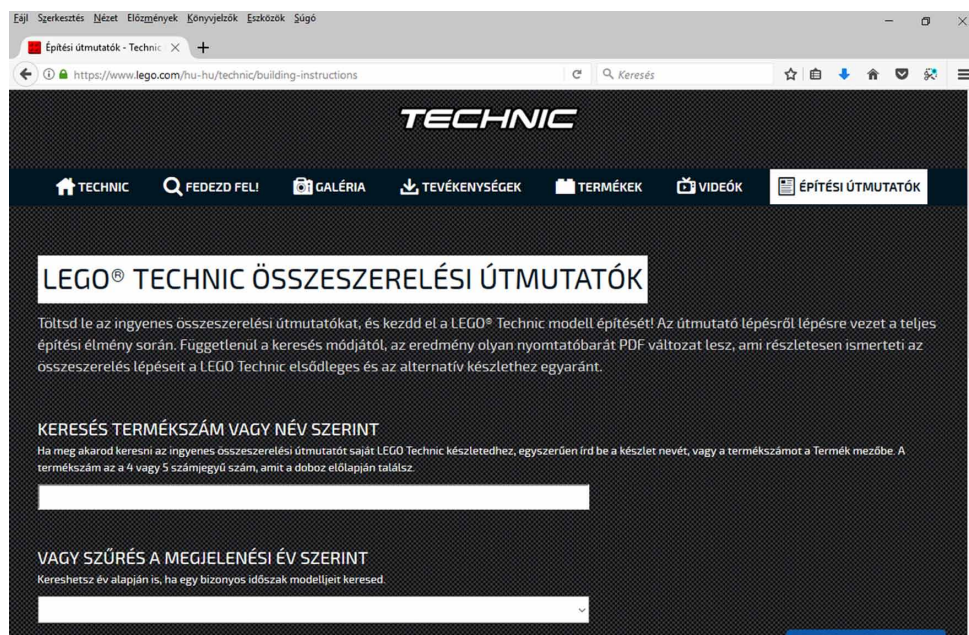 Fájl Szerkesztés Nézet Előzmények Könyvjelzők Eszközök Súgó
Építési útmutatók - Technic
https://www.lego.com/hu-hu/technic/building-instructions
Keresés
TECHNIC
TECHNIC FEDEZD FEL! GALÉRIA TEVÉKENYSÉGEK TERMÉKEK VIDEÓK ÉPÍTÉSI ÚTMUTATÓK
LEGO® TECHNIC ÖSSZESZERELÉSI ÚTMUTATÓK
Töltsd le az ingyenes összeszerelési útmutatókat, és kezdd el a LEGO® Technic modell építését! Az útmutató lépésről lépésre vezet a teljes
építési élmény során. Függetlenül a keresés módjától, az eredmény olyan nyomtatóbarát PDF változat lesz, ami részletesen ismerteti az
összeszerelés lépéseit a LEGO Technic elsődleges és az alternatív készlethez egyaránt.
KERESÉS TERMÉKSZÁM VAGY NÉV SZERINT
Ha meg akarod keresni az ingyenes összeszerelési útmutatót saját LEGO Technic készletedhez, egyszerűen írd be a készlet nevét, vagy a termékszámot a Termék mezőbe. A
termékszám az a 4 vagy 5 számjegyű szám, amit a doboz előlapján találsz.
VAGY SZŰRÉS A MEGJELENÉSI ÉV SZERINT
Kereshetsz év alapján is, ha egy bizonyos időszak modelljeit keresed.